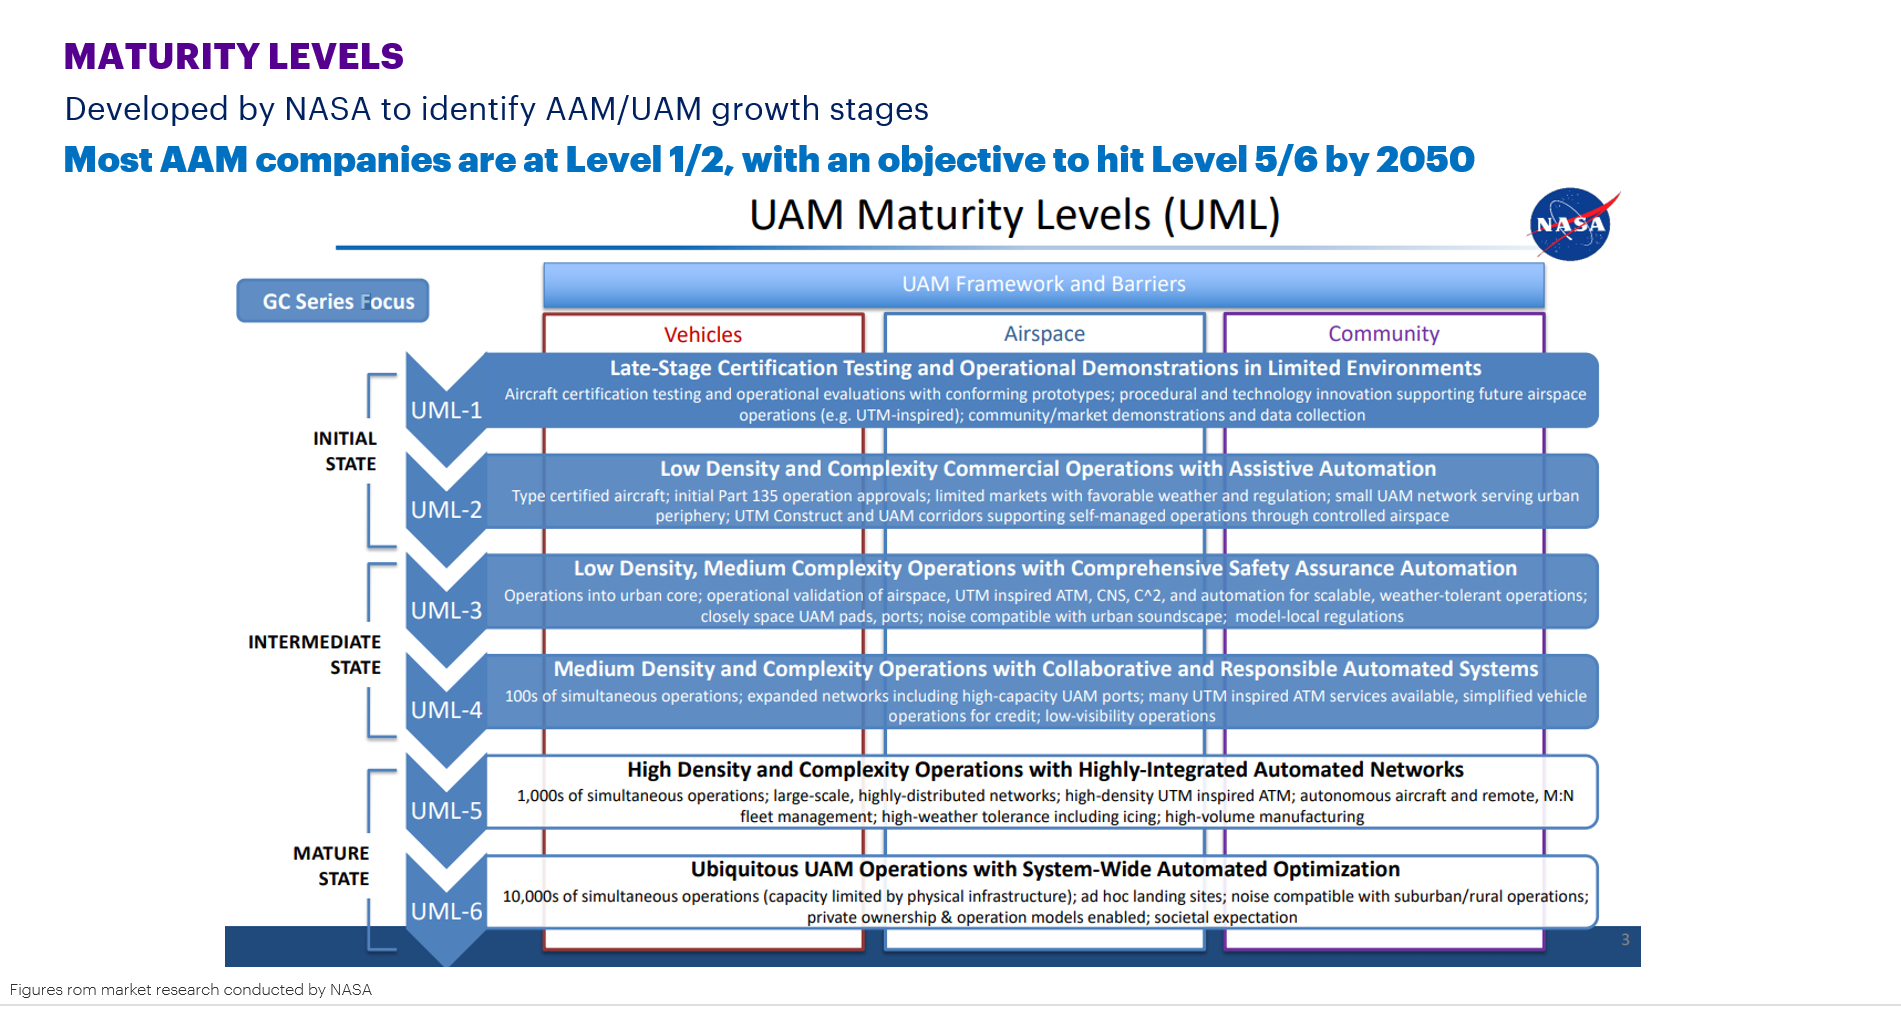 MATURITY LEVELS
Developed by NASA to identify AAM/UAM growth stages
Most AAM companies are at Level 1/2, with an objective to hit Level 5/6 by 2050
UAM Maturity Levels (UML)
NASA
UAM Framework and Barriers
GC Series Focus
Vehicles
Airspace
Community
INITIAL
STATE
UML-1
Late-Stage Certification Testing and Operational Demonstrations in Limited Environments
Aircraft certification testing and operational evaluations with conforming prototypes; procedural and technology innovation supporting future airspace
operations (e.g. UTM-inspired); community/market demonstrations and data collection
UML-2
Low Density and Complexity Commercial Operations with Assistive Automation
Type certified aircraft; initial Part 135 operation approvals; limited markets with favorable weather and regulation; small UAM network serving urban
periphery; UTM Construct and UAM corridors supporting self-managed operations through controlled airspace
INTERMEDIATE
STATE
UML-3
Low Density, Medium Complexity Operations with Comprehensive Safety Assurance Automation
Operations into urban core; operational validation of airspace, UTM inspired ATM, CNS, C^2, and automation for scalable, weather-tolerant operations;
closely space UAM pads, ports; noise compatible with urban soundscape; model-local regulations
UML-4
Medium Density and Complexity Operations with Collaborative and Responsible Automated Systems
100s of simultaneous operations; expanded networks including high-capacity UAM ports; many UTM inspired ATM services available, simplified vehicle
operations for credit; low-visibility operations
MATURE
STATE
UML-5
High Density and Complexity Operations with Highly-Integrated Automated Networks
1,000s of simultaneous operations; large-scale, highly-distributed networks; high-density UTM inspired ATM; autonomous aircraft and remote, M:N
fleet management; high-weather tolerance including icing; high-volume manufacturing
UML-6
Ubiquitous UAM Operations with System-Wide Automated Optimization
10,000s of simultaneous operations (capacity limited by physical infrastructure); ad hoc landing sites; noise compatible with suburban/rural operations;
private ownership & operation models enabled; societal expectation
3
Figures rom market research conducted by NASA